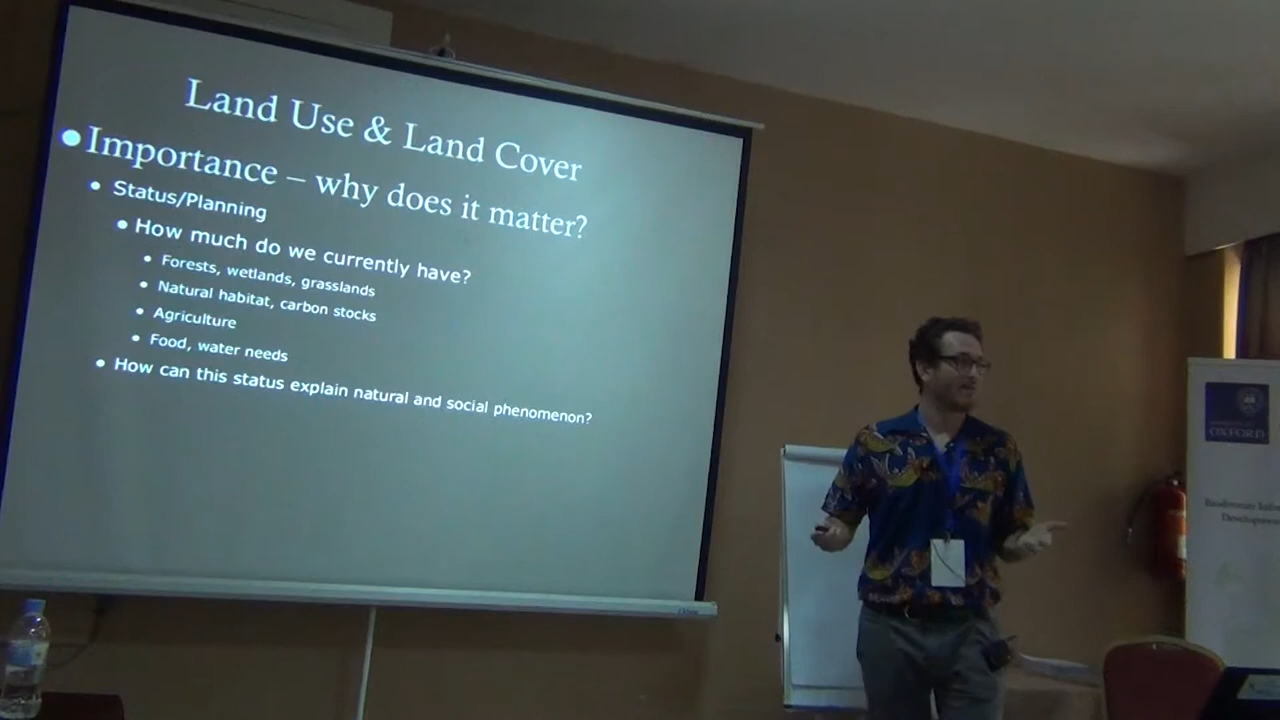 Land Use & Land Cover
•Importance – why does it matter?
• Status/Planning
• How much do we currently have?
• Forests, wetlands, grasslands
• Natural habitat, carbon stocks
• Agriculture
• Food, water needs
• How can this status explain natural and social phenomenon?
OXFORD